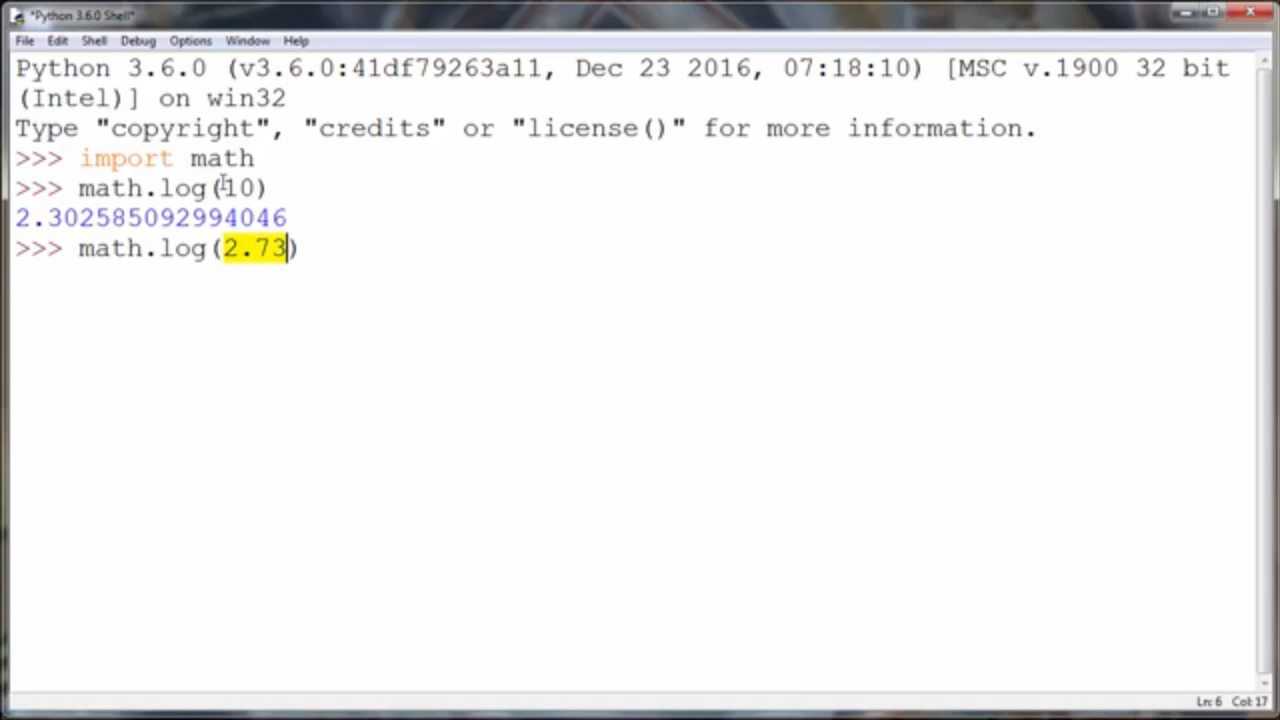 *Python 3.6.0 Shell*
File Edit Shell Debug Options Window Help
Python 3.6.0 (v3.6.0:41df79263a11, Dec 23 2016, 07:18:10) [MSC v.1900 32 bit
(Intel)] on win32
Type "copyright", "credits" or "license()" for more information.
>>> import math
>>> math.log(10)
2.302585092994046
>>> math.log(2.73)
Ln: 6 Col: 17